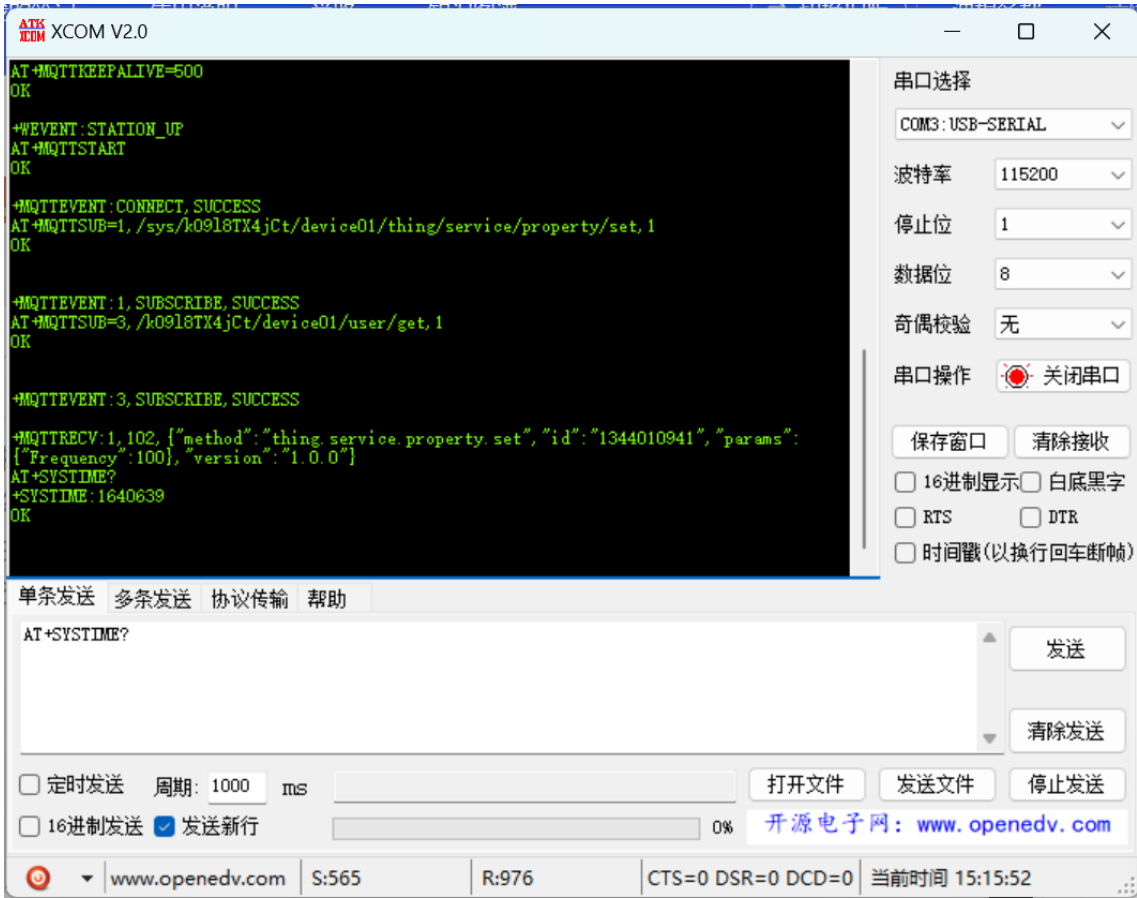 ATK XCOM XCOM V2.0
AT+MQTTKEEPALIVE=500
OK
+WEVENT:STATION_UP
AT+MQTTSTART
OK
+MQTTEVENT:CONNECT,SUCCESS
AT+MQTTSUB=1,/sys/k09l8TX4jCt/device01/thing/service/property/set,1
OK
+MQTTEVENT:1,SUBSCRIBE,SUCCESS
AT+MQTTSUB=3,/k09l8TX4jCt/device01/user/get,1
OK
+MQTTEVENT:3,SUBSCRIBE,SUCCESS
+MQTTRECV:1,102,{"method":"thing.service.property.set","id":"1344010941","params":
{"Frequency":100},"version":"1.0.0"}
AT+SYSTIME?
+SYSTIME:1640639
OK
串口选择
COM3:USB-SERIAL
波特率 115200
停止位 1
数据位 8
奇偶校验 无
串口操作 关闭串口
保存窗口 清除接收
16进制显示 白底黑字
RTS DTR
时间戳(以换行回车断帧)
单条发送 多条发送 协议传输 帮助
AT+SYSTIME?
发送
清除发送
定时发送 周期: 1000 ms 打开文件 发送文件 停止发送
16进制发送 发送新行 0% 开源电子网：www.openedv.com
www.openedv.com S:565 R:976 CTS=0 DSR=0 DCD=0 当前时间 15:15:52